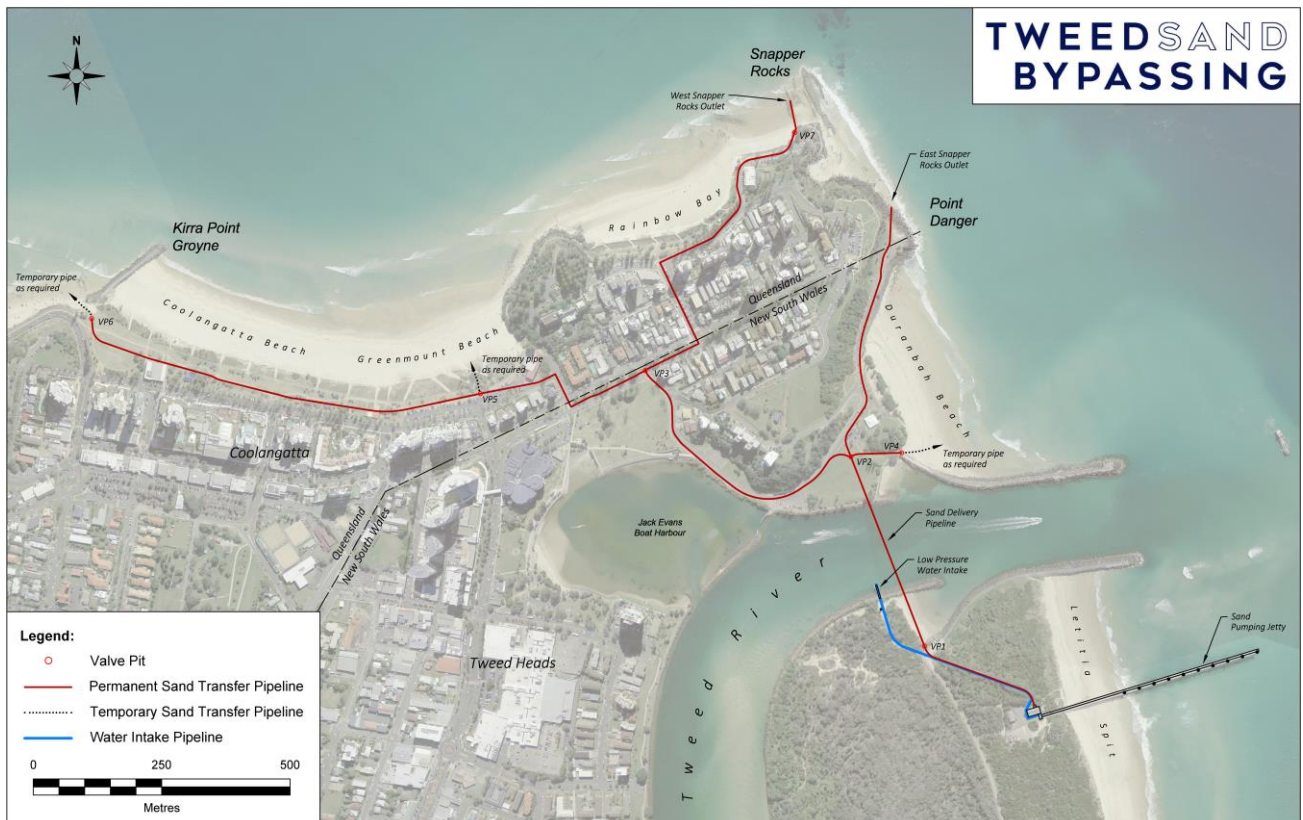 TWEEDSAND
BYPASSING
N
Snapper
Rocks
West Snapper
Rocks Outlet
VP7
East Snapper
Rocks Outlet
Point
Danger
Rainbow Bay
Kirra Point
Groyne
Temporary pipe
as required
VP6
Coolangatta Beach
Greenmount Beach
Temporary pipe
as required
VP5
Queensland
New South Wales
VP3
Duranbah Beach
VP4
VP2
Temporary pipe
as required
Coolangatta
Queensland
New South Wales
Jack Evans
Boat Harbour
Sand Delivery
Pipeline
Low Pressure
Water Intake
Tweed River
VP1
Letitia Spit
Sand
Pumping Jetty
Tweed Heads
Legend:
Valve Pit
Permanent Sand Transfer Pipeline
Temporary Sand Transfer Pipeline
Water Intake Pipeline
0 250 500
Metres